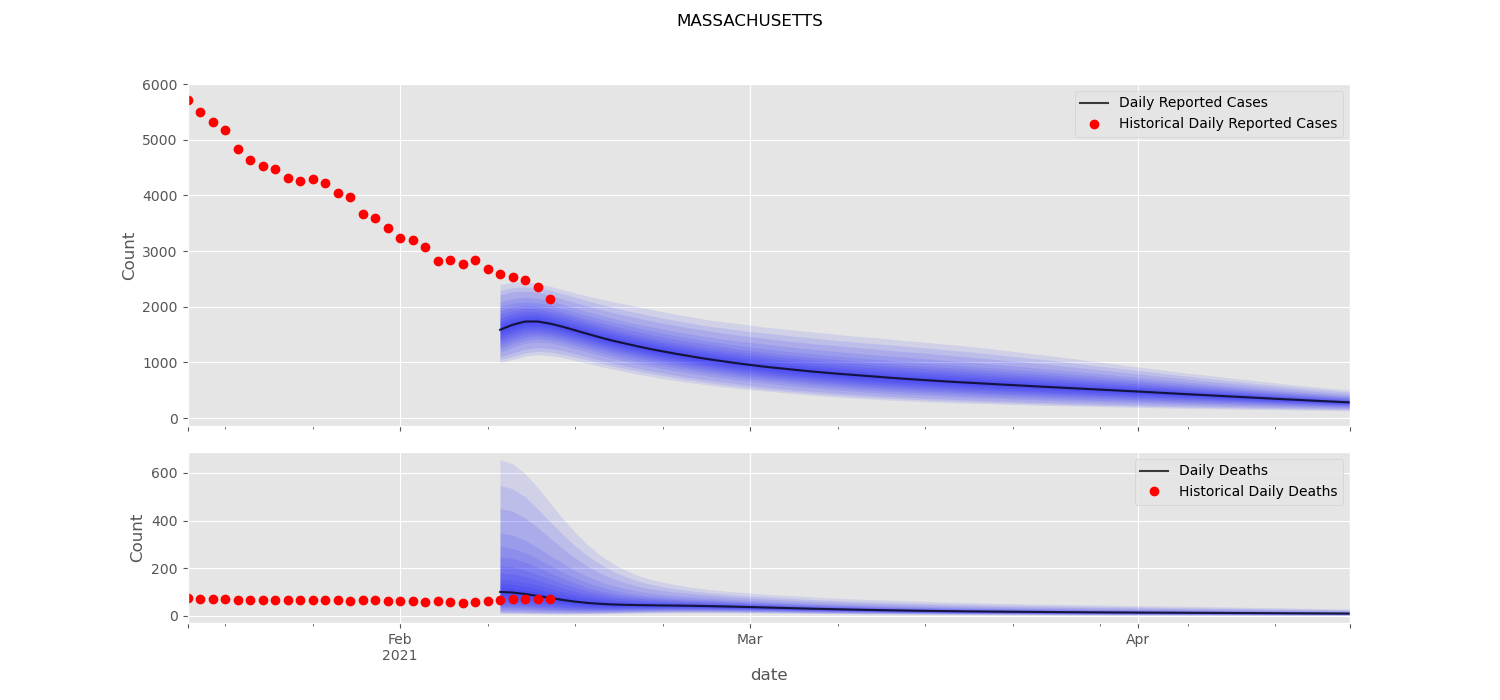 MASSACHUSETTS
6000
5000
4000
3000
2000
1000
0
Count
Daily Reported Cases
Historical Daily Reported Cases
600
400
200
0
Count
Daily Deaths
Historical Daily Deaths
Feb
2021
Mar
Apr
date